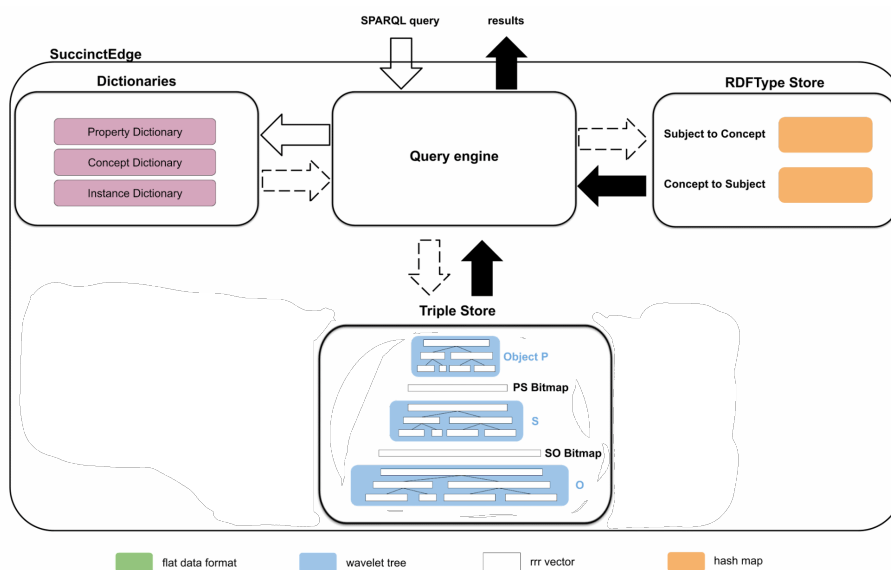 SPARQL query
results
SuccinctEdge
Dictionaries
RDFType Store
Property Dictionary
Concept Dictionary
Instance Dictionary
Query engine
Subject to Concept
Concept to Subject
Triple Store
Object P
PS Bitmap
S
SO Bitmap
O
flat data format
wavelet tree
rrr vector
hash map